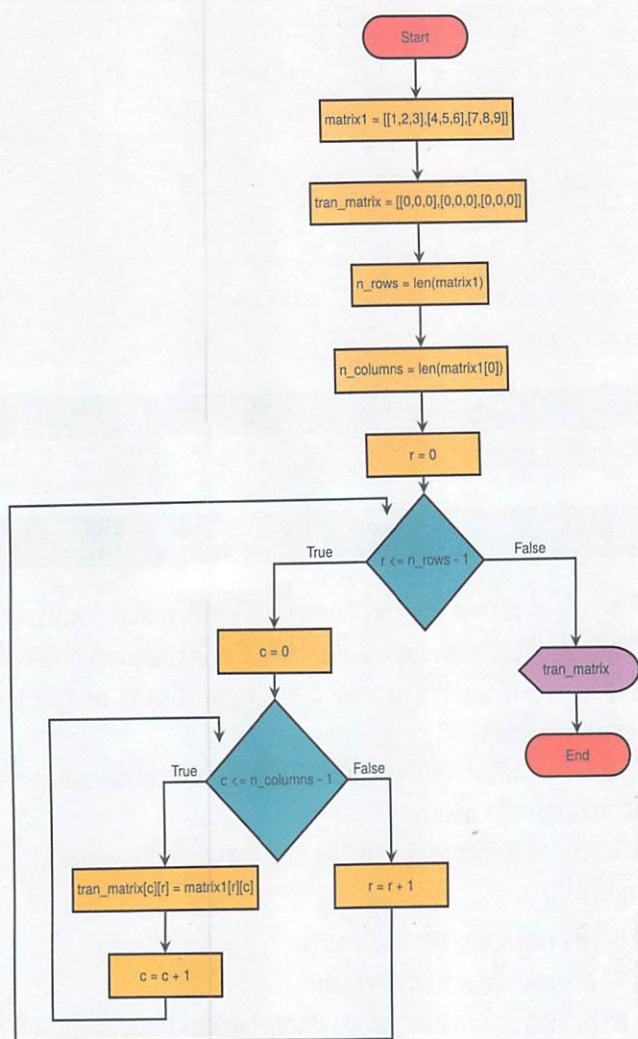 Start
matrix1 = [[1,2,3],[4,5,6],[7,8,9]]
tran_matrix = [[0,0,0],[0,0,0],[0,0,0]]
n_rows = len(matrix1)
n_columns = len(matrix1[0])
r = 0
r <= n_rows - 1
True
False
c = 0
tran_matrix
End
c <= n_columns - 1
True
False
tran_matrix[c][r] = matrix1[r][c]
r = r + 1
c = c + 1